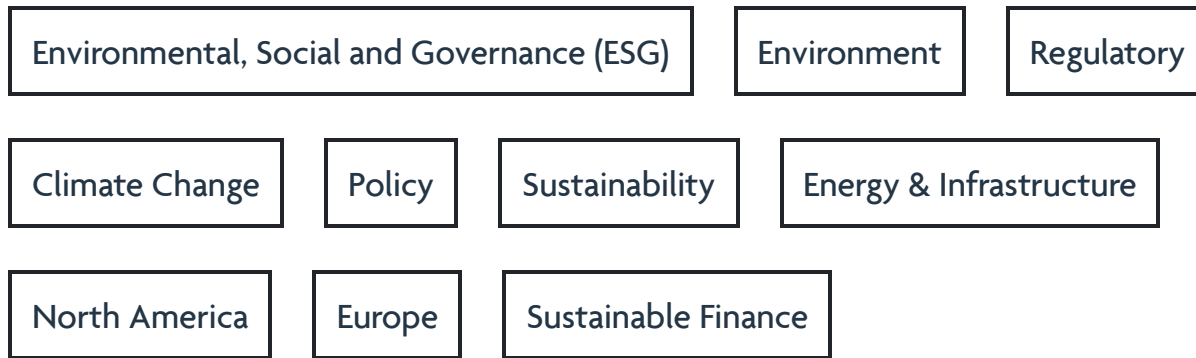 Environmental, Social and Governance (ESG) Environment Regulatory
Climate Change Policy Sustainability Energy & Infrastructure
North America Europe Sustainable Finance